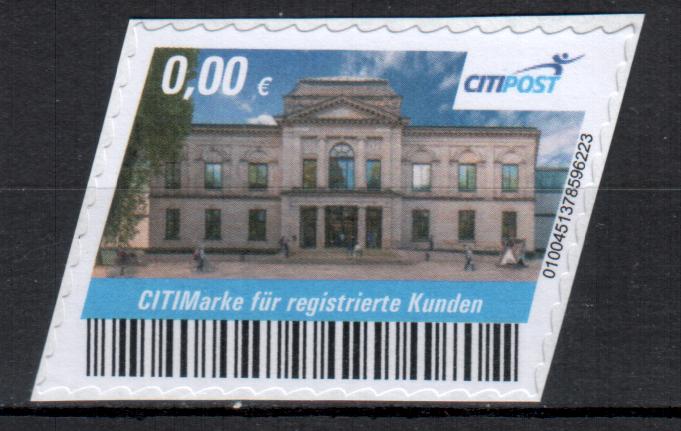 0,00 €
CITIPOST
0100451378596223
CITIMarke für registrierte Kunden